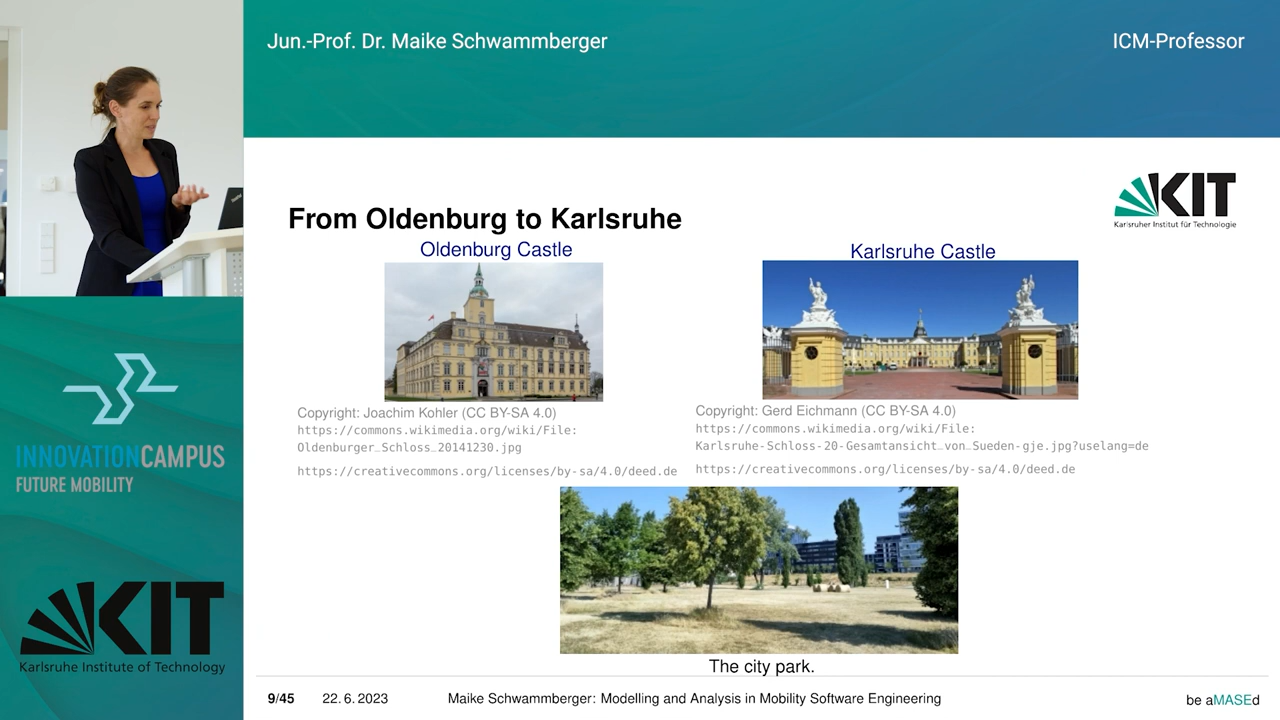 Jun.-Prof. Dr. Maike Schwammberger
ICM-Professor
KIT
Karlsruher Institut für Technologie
From Oldenburg to Karlsruhe
Oldenburg Castle
Karlsruhe Castle
Copyright: Joachim Kohler (CC BY-SA 4.0)
https://commons.wikimedia.org/wiki/File:
Oldenburger_Schloss_20141230.jpg
https://creativecommons.org/licenses/by-sa/4.0/deed.de
Copyright: Gerd Eichmann (CC BY-SA 4.0)
https://commons.wikimedia.org/wiki/File:
Karlsruhe-Schloss-20-Gesamtansicht_von_Sueden-gje.jpg?uselang=de
https://creativecommons.org/licenses/by-sa/4.0/deed.de
The city park.
INNOVATIONCAMPUS
FUTURE MOBILITY
KIT
Karlsruhe Institute of Technology
9/45
22. 6. 2023
Maike Schwammberger: Modelling and Analysis in Mobility Software Engineering
be aMASEd